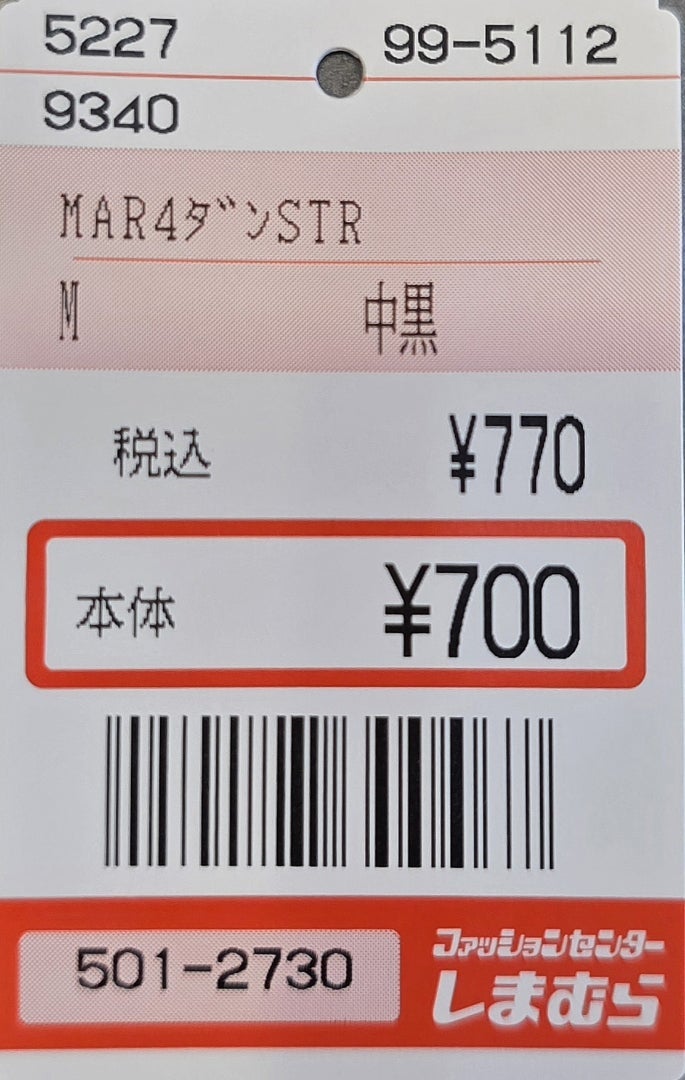 5227 99-5112
9340
MAR4ダンSTR
M 中黒
税込 ¥770
本体 ¥700
501-2730
ファッションセンター
しまむら